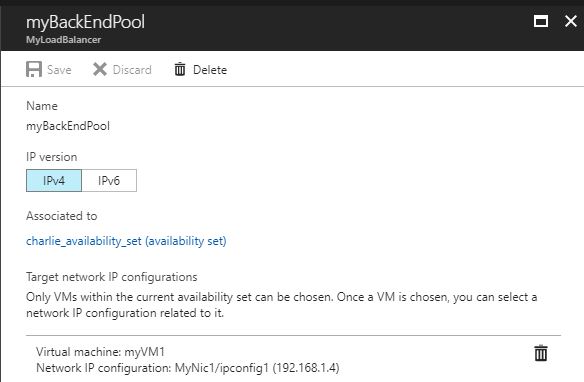 myBackEndPool
MyLoadBalancer
Save Discard Delete
Name
myBackEndPool
IP version
IPv4 IPv6
Associated to
charlie_availability_set (availability set)
Target network IP configurations
Only VMs within the current availability set can be chosen. Once a VM is chosen, you can select a
network IP configuration related to it.
Virtual machine: myVM1
Network IP configuration: MyNic1/ipconfig1 (192.168.1.4)